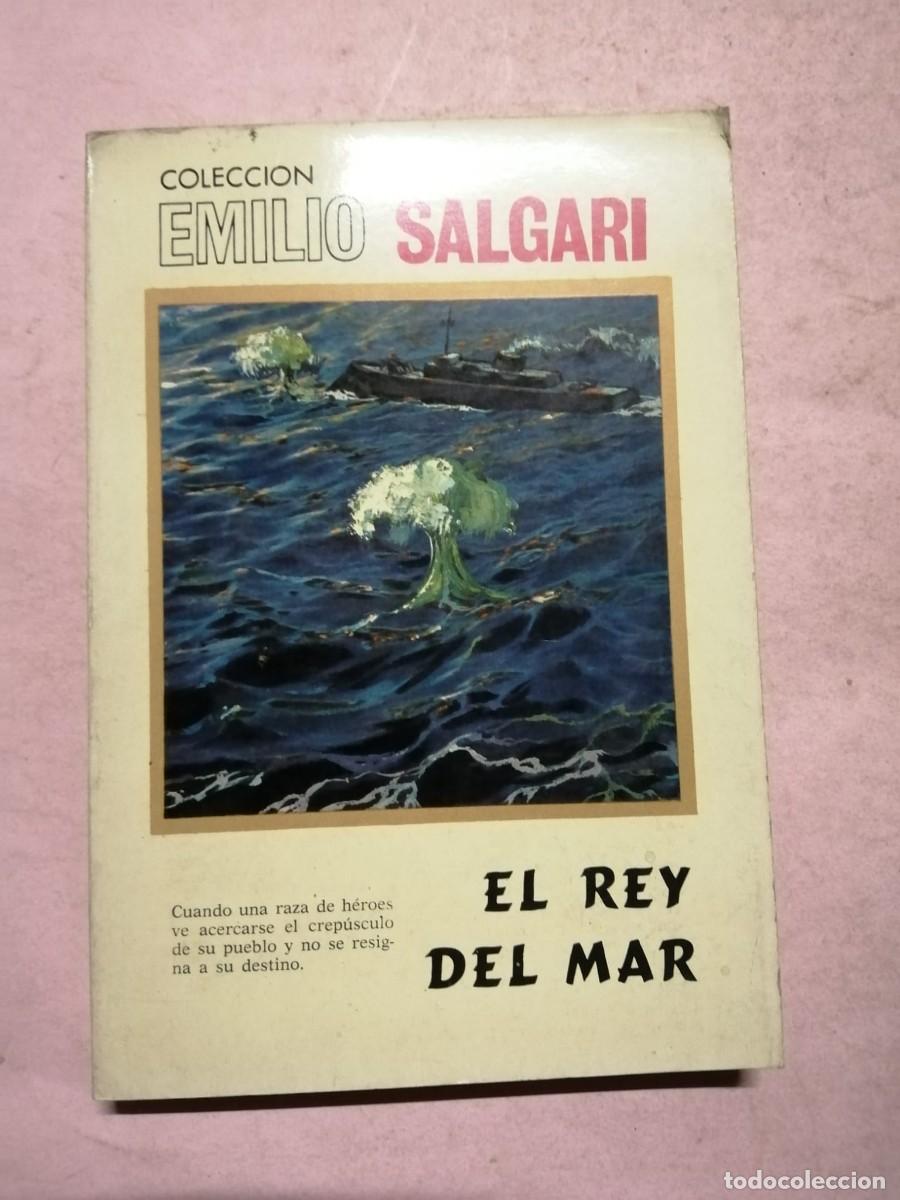 COLECCION
EMILIO SALGARI
Cuando una raza de héroes
ve acercarse el crepúsculo
de su pueblo y no se resig-
na a su destino.
EL REY
DEL MAR
todocoleccion